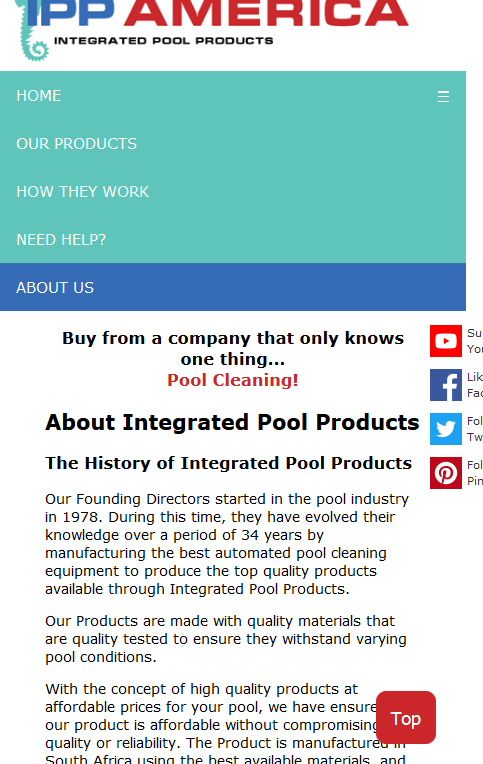 IPP AMERICA
INTEGRATED POOL PRODUCTS
HOME
OUR PRODUCTS
HOW THEY WORK
NEED HELP?
ABOUT US
Buy from a company that only knows
one thing...
Pool Cleaning!
About Integrated Pool Products
The History of Integrated Pool Products
Our Founding Directors started in the pool industry
in 1978. During this time, they have evolved their
knowledge over a period of 34 years by
manufacturing the best automated pool cleaning
equipment to produce the top quality products
available through Integrated Pool Products.
Our Products are made with quality materials that
are quality tested to ensure they withstand varying
pool conditions.
With the concept of high quality products at
affordable prices for your pool, we have ensure
our product is affordable without compromising
quality or reliability. The Product is manufactured in
South Africa using the best available materials, and
Su
You
Lik
Fac
Fol
Tw
Fol
Pin
Top